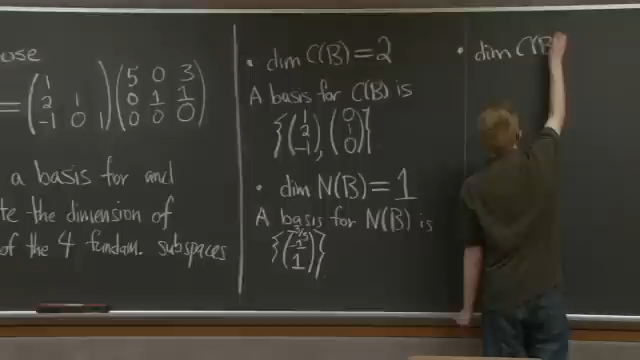 ose
= (1 / 2 1 / -1 0 1) (5 0 3 / 0 1 1 / 0 0 0)
a basis for and
te the dimension of
of the 4 fundam. subspaces
• dim C(B) = 2
A basis for C(B) is
{(1 / 2 / -1), (0 / 1 / 0)}
• dim N(B) = 1
A basis for N(B) is
{(-3/5 / -1 / 1)}
• dim C(B